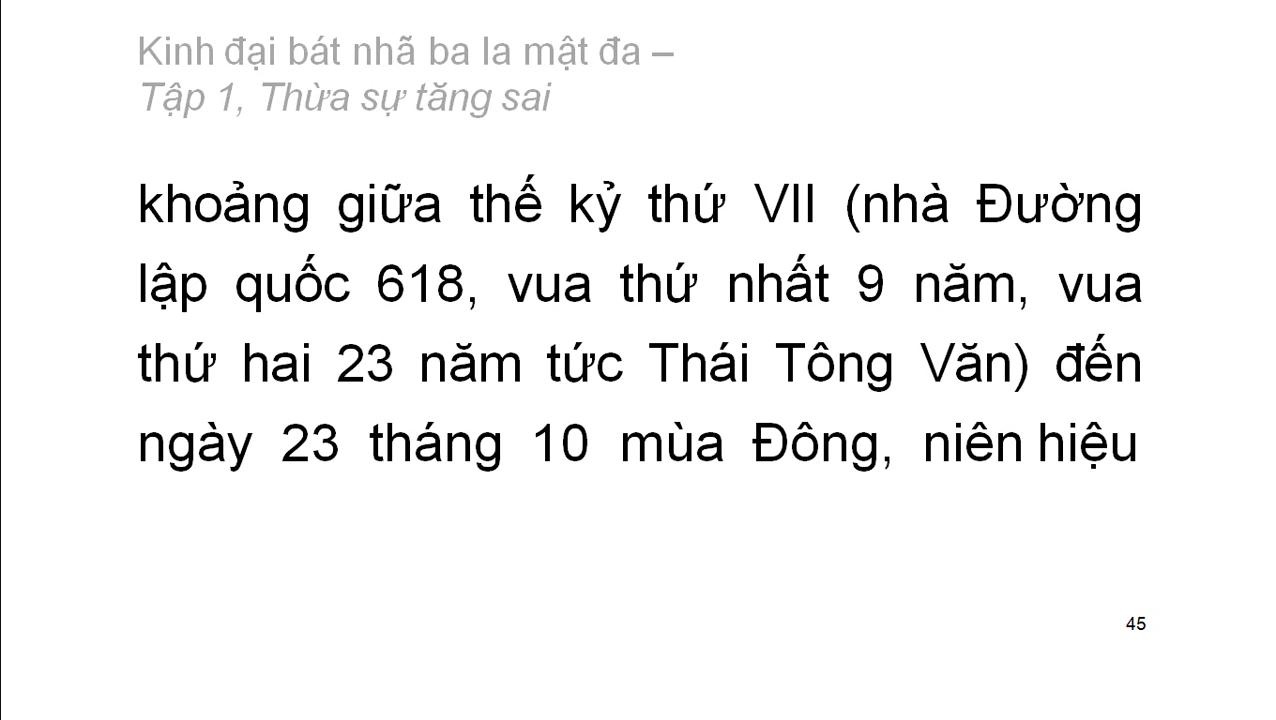 Kinh đại bát nhã ba la mật đa –
Tập 1, Thừa sự tăng sai
khoảng giữa thế kỷ thứ VII (nhà Đường
lập quốc 618, vua thứ nhất 9 năm, vua
thứ hai 23 năm tức Thái Tông Văn) đến
ngày 23 tháng 10 mùa Đông, niên hiệu
45